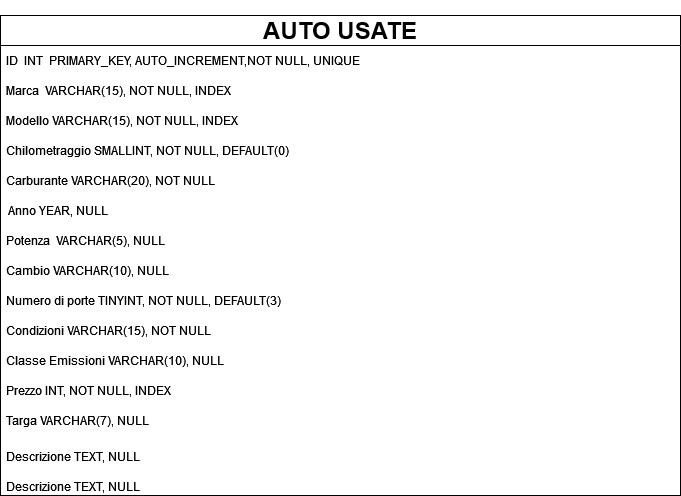 AUTO USATE
ID INT PRIMARY_KEY, AUTO_INCREMENT,NOT NULL, UNIQUE
Marca VARCHAR(15), NOT NULL, INDEX
Modello VARCHAR(15), NOT NULL, INDEX
Chilometraggio SMALLINT, NOT NULL, DEFAULT(0)
Carburante VARCHAR(20), NOT NULL
Anno YEAR, NULL
Potenza VARCHAR(5), NULL
Cambio VARCHAR(10), NULL
Numero di porte TINYINT, NOT NULL, DEFAULT(3)
Condizioni VARCHAR(15), NOT NULL
Classe Emissioni VARCHAR(10), NULL
Prezzo INT, NOT NULL, INDEX
Targa VARCHAR(7), NULL
Descrizione TEXT, NULL
Descrizione TEXT, NULL